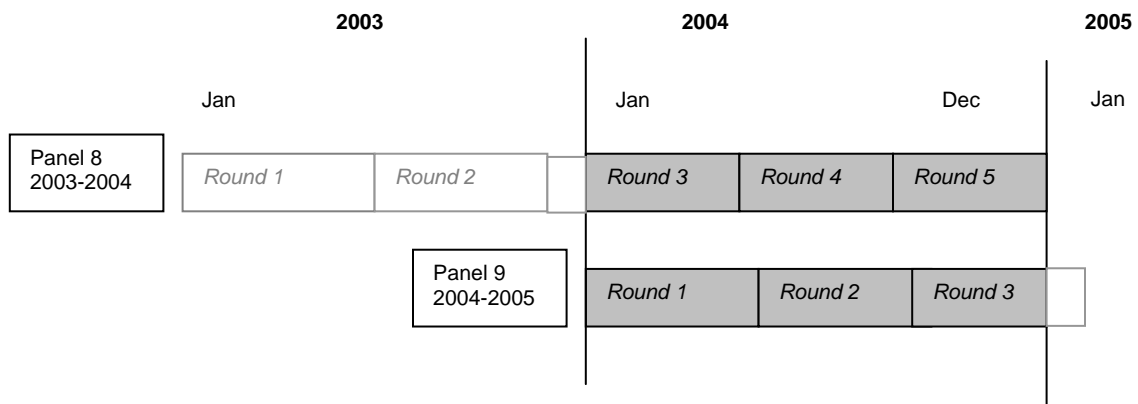 2003 2004 2005
Jan Jan Dec Jan
Panel 8
2003-2004
Round 1 Round 2 Round 3 Round 4 Round 5
Panel 9
2004-2005
Round 1 Round 2 Round 3